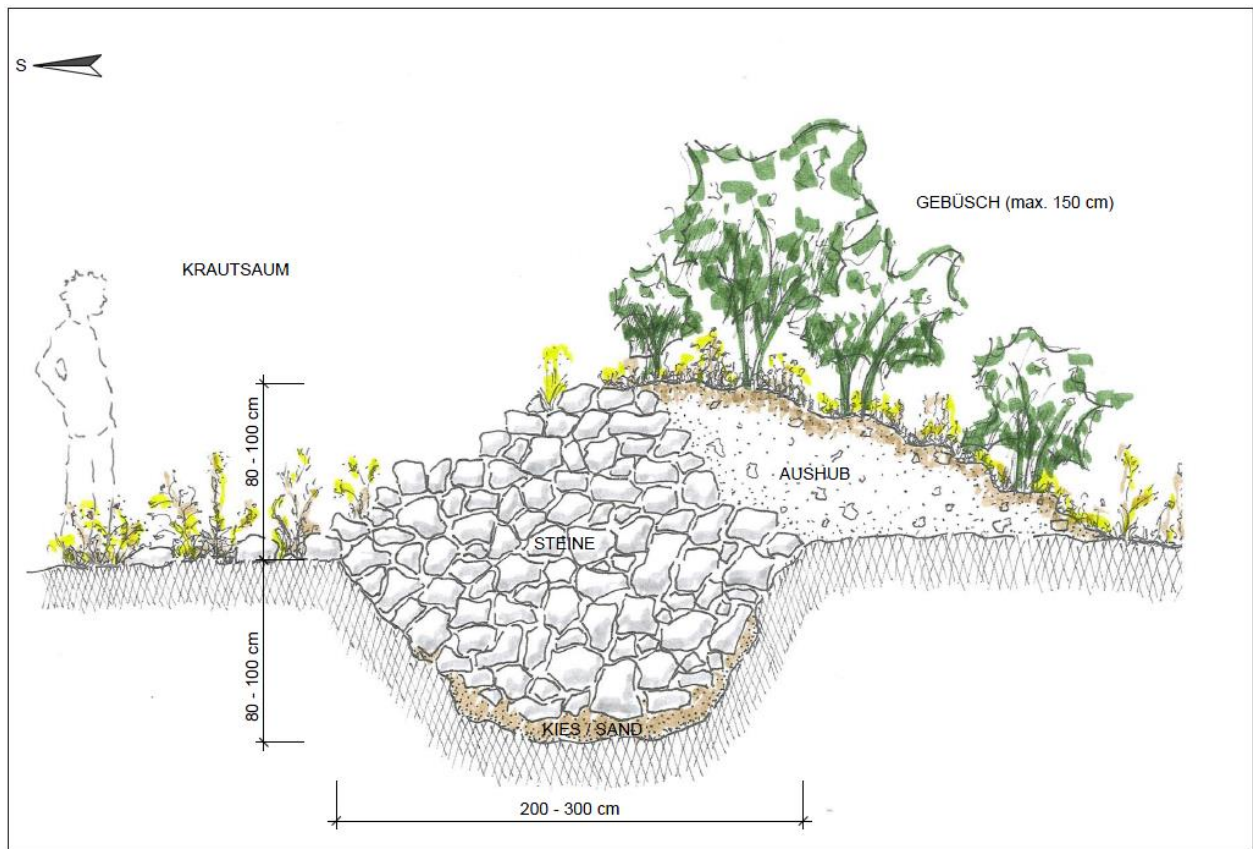 S
GEBÜSCH (max. 150 cm)
KRAUTSAUM
80 - 100 cm
AUSHUB
STEINE
80 - 100 cm
KIES / SAND
200 - 300 cm